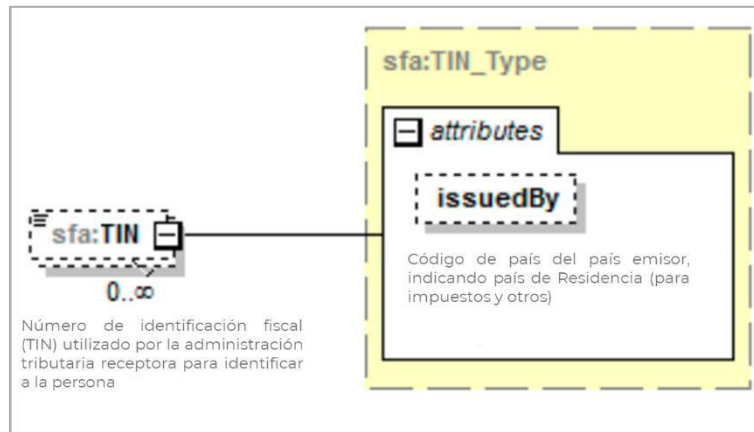 sfa:TIN_Type
attributes
issuedBy
Código de país del país emisor,
indicando país de Residencia (para
impuestos y otros)
sfa:TIN
0..∞
Número de identificación fiscal
(TIN) utilizado por la administración
tributaria receptora para identificar
a la persona